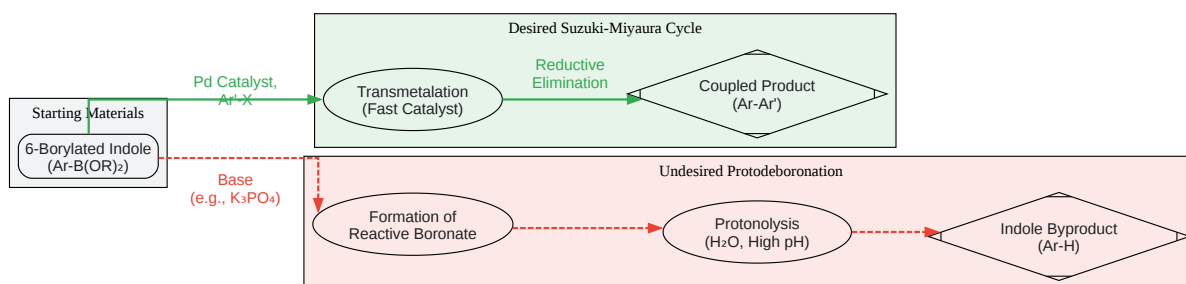 Desired Suzuki-Miyaura Cycle
Pd Catalyst,
Ar'-X
Reductive
Elimination
Transmetalation
(Fast Catalyst)
Coupled Product
(Ar-Ar')
Starting Materials
6-Borylated Indole
(Ar-B(OR)₂)
Base
(e.g., K₃PO₄)
Undesired Protodeboronation
Formation of
Reactive Boronate
Protonolysis
(H₂O, High pH)
Indole Byproduct
(Ar-H)